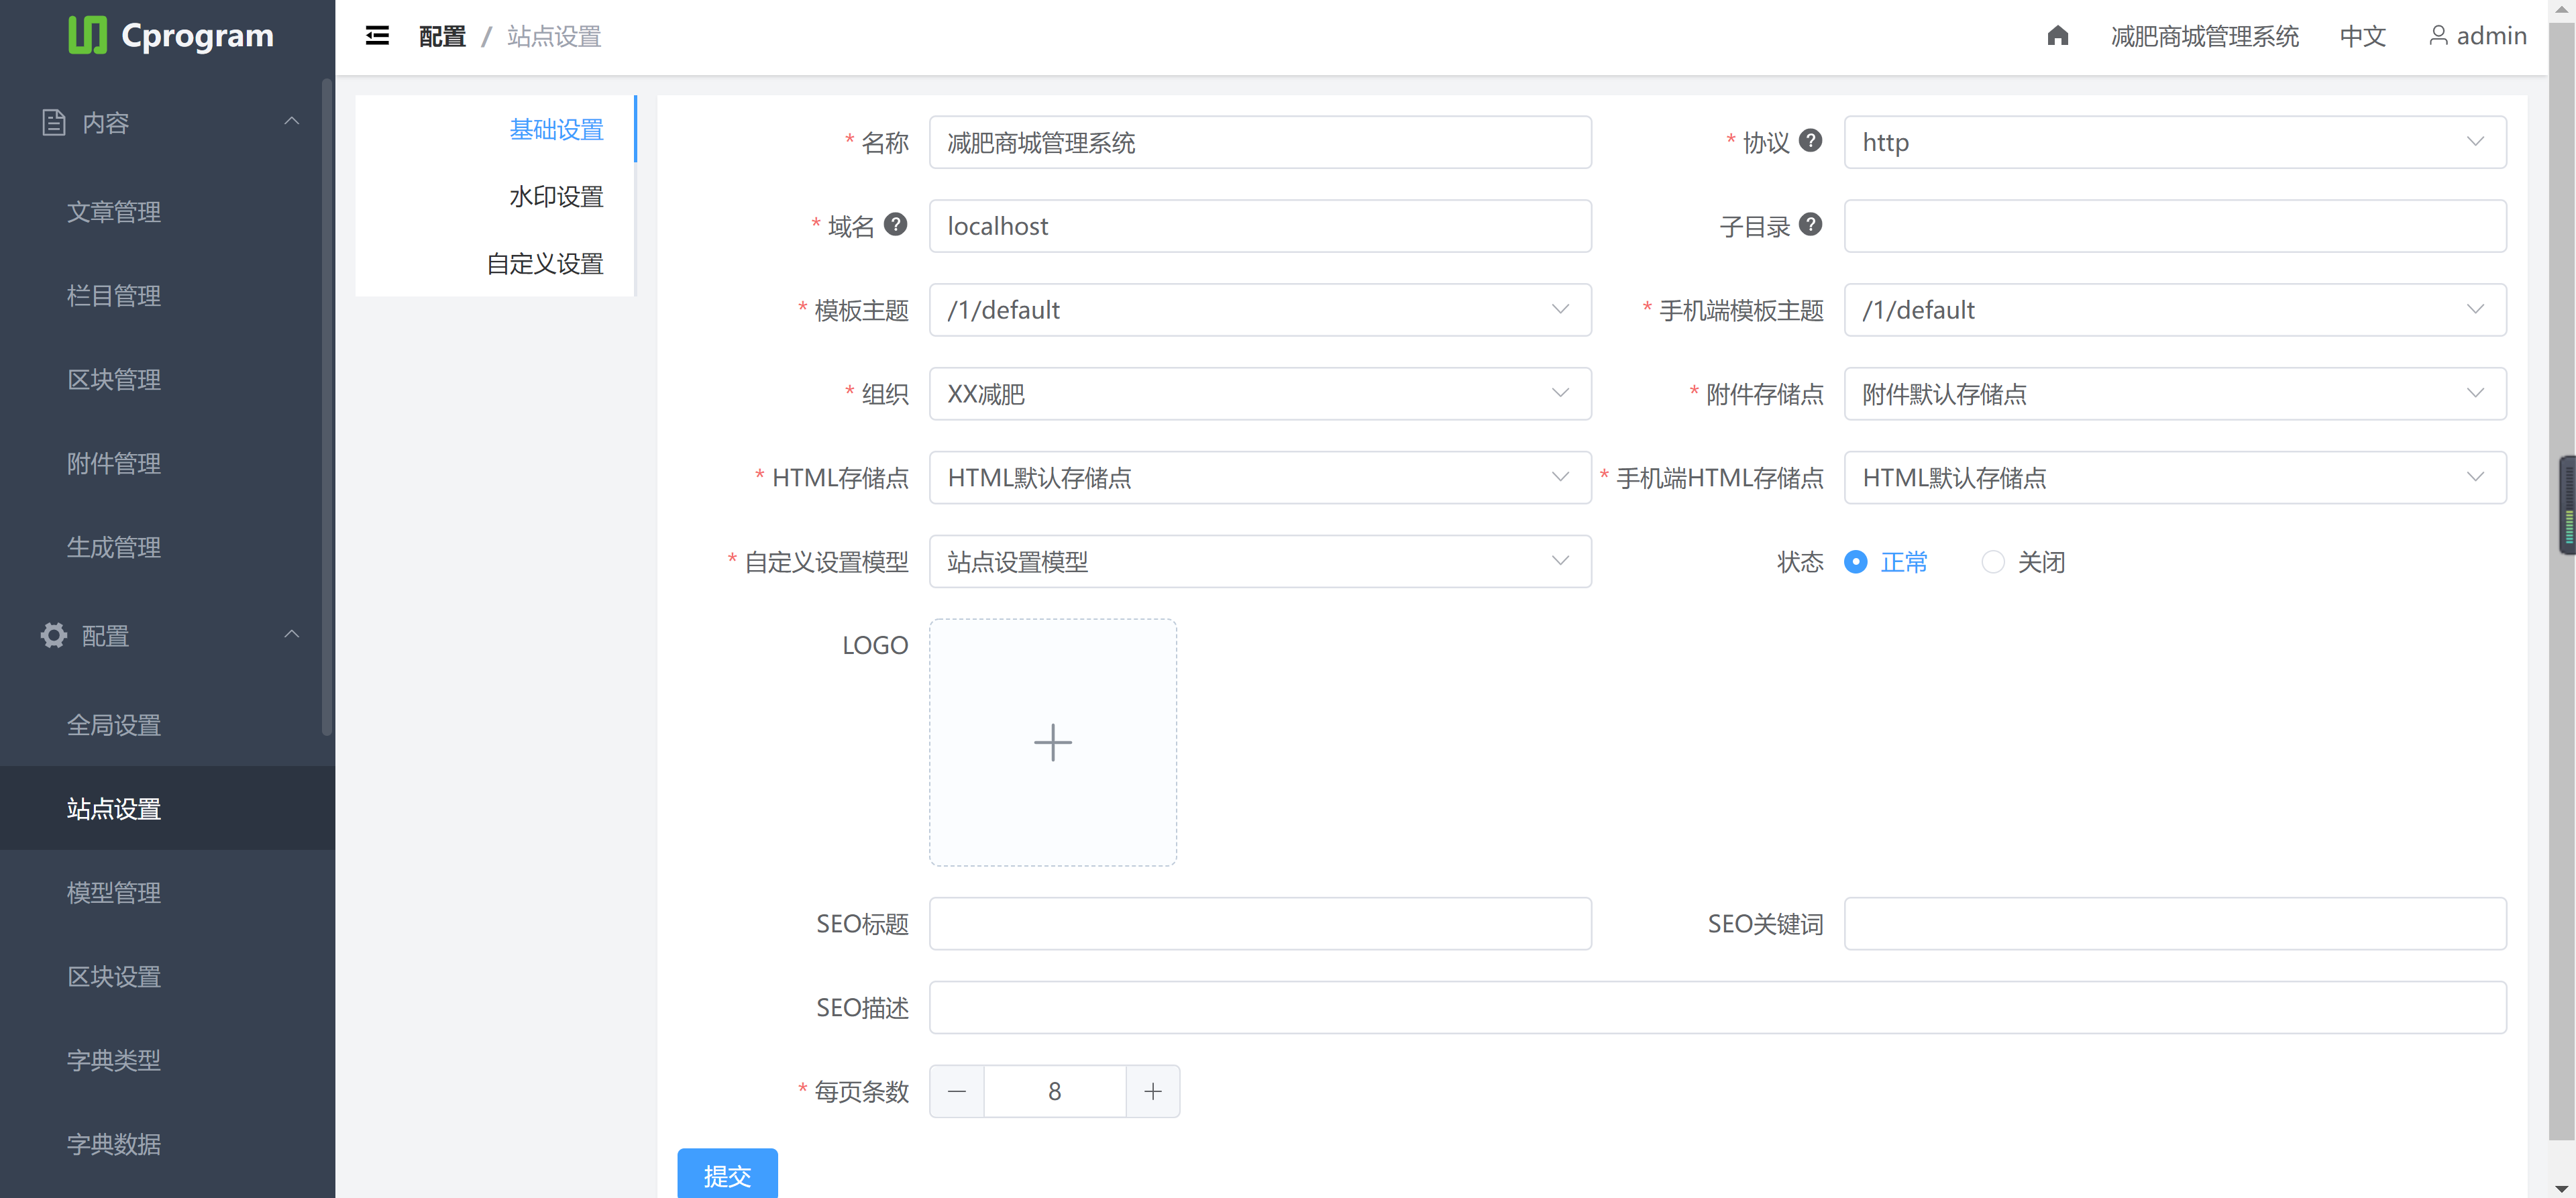 Cprogram
配置 / 站点设置
减肥商城管理系统
中文
admin
内容
文章管理
栏目管理
区块管理
附件管理
生成管理
配置
全局设置
站点设置
模型管理
区块设置
字典类型
字典数据
基础设置
水印设置
自定义设置
* 名称 减肥商城管理系统
* 协议 ? http
* 域名 ? localhost
子目录 ?
* 模板主题 /1/default
* 手机端模板主题 /1/default
* 组织 XX减肥
* 附件存储点 附件默认存储点
* HTML存储点 HTML默认存储点
* 手机端HTML存储点 HTML默认存储点
* 自定义设置模型 站点设置模型
状态 正常 关闭
LOGO
SEO标题
SEO关键词
SEO描述
* 每页条数 8
提交